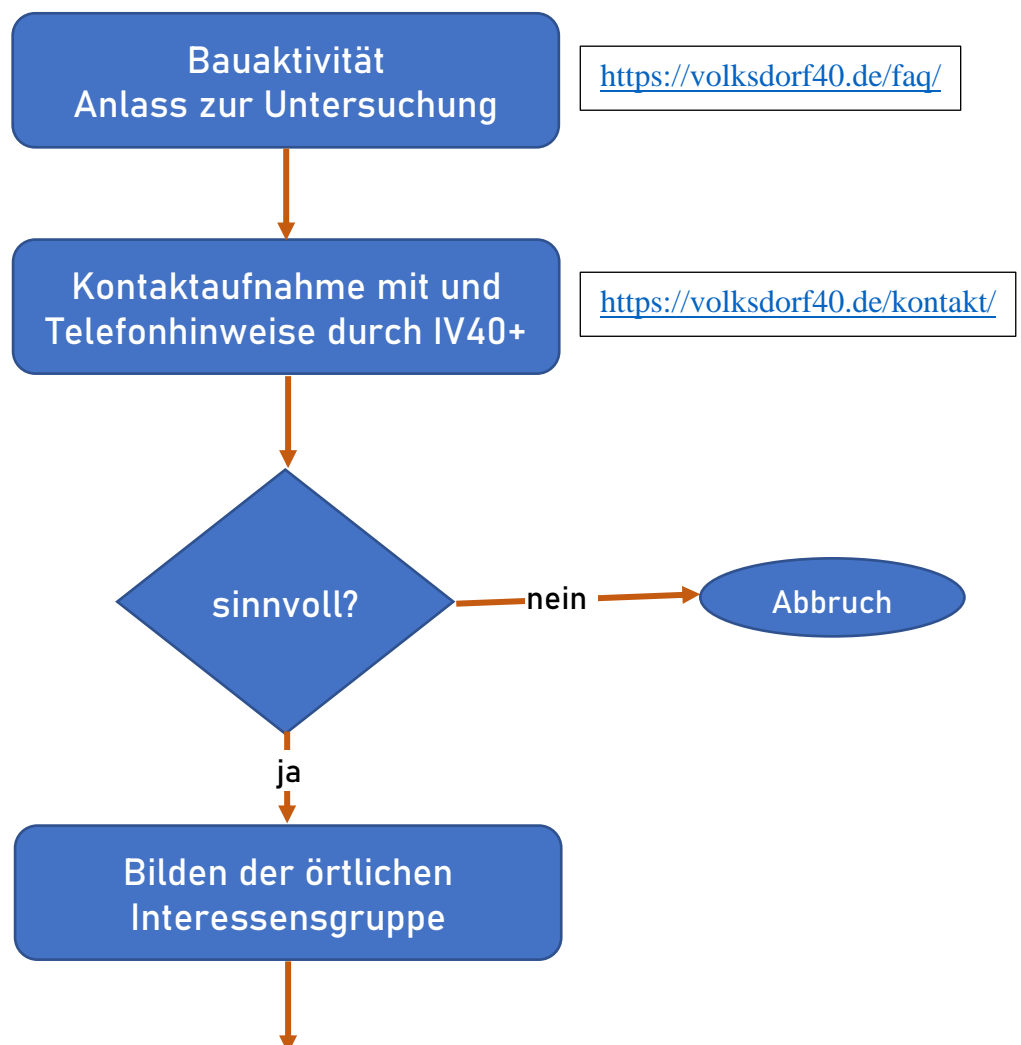 Bauaktivität
Anlass zur Untersuchung
https://volksdorf40.de/faq/
Kontaktaufnahme mit und
Telefonhinweise durch IV40+
https://volksdorf40.de/kontakt/
sinnvoll?
nein
Abbruch
ja
Bilden der örtlichen
Interessensgruppe